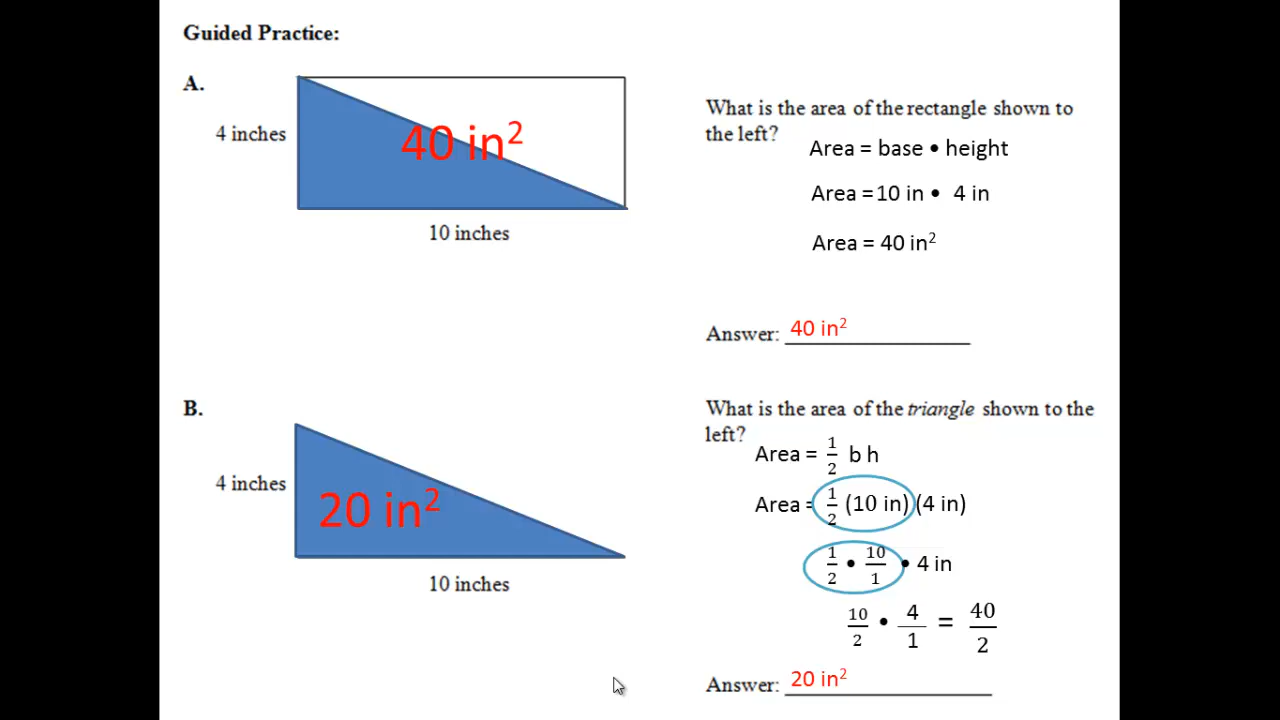 Guided Practice:
A.
4 inches
40 in²
10 inches
What is the area of the rectangle shown to
the left?
Area = base • height
Area = 10 in • 4 in
Area = 40 in²
Answer: 40 in²
B.
4 inches
20 in²
10 inches
What is the area of the triangle shown to the
left?
Area = 1/2 b h
Area = 1/2 (10 in) (4 in)
1/2 • 10/1 • 4 in
10/2 • 4/1 = 40/2
Answer: 20 in²